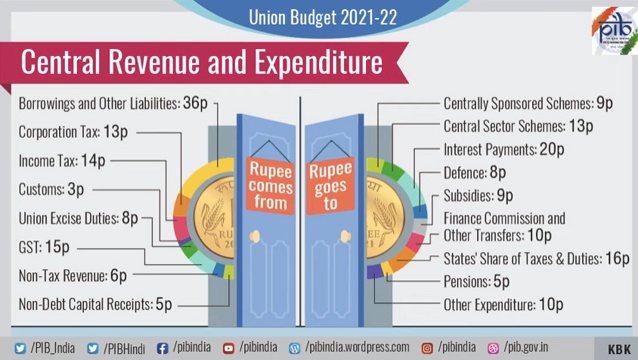 Union Budget 2021-22
pib
Central Revenue and Expenditure
Borrowings and Other Liabilities: 36p
Corporation Tax: 13p
Income Tax: 14p
Customs: 3p
Union Excise Duties: 8p
GST: 15p
Non-Tax Revenue: 6p
Non-Debt Capital Receipts: 5p
Rupee
comes
from
Rupee
goes
to
Centrally Sponsored Schemes: 9p
Central Sector Schemes: 13p
Interest Payments: 20p
Defence: 8p
Subsidies: 9p
Finance Commission and
Other Transfers: 10p
States' Share of Taxes & Duties: 16p
Pensions: 5p
Other Expenditure: 10p
/PIB_India
/PIBHindi
/pibindia
/pibindia
/pibindia.wordpress.com
/pibindia
/pib.gov.in
KBK